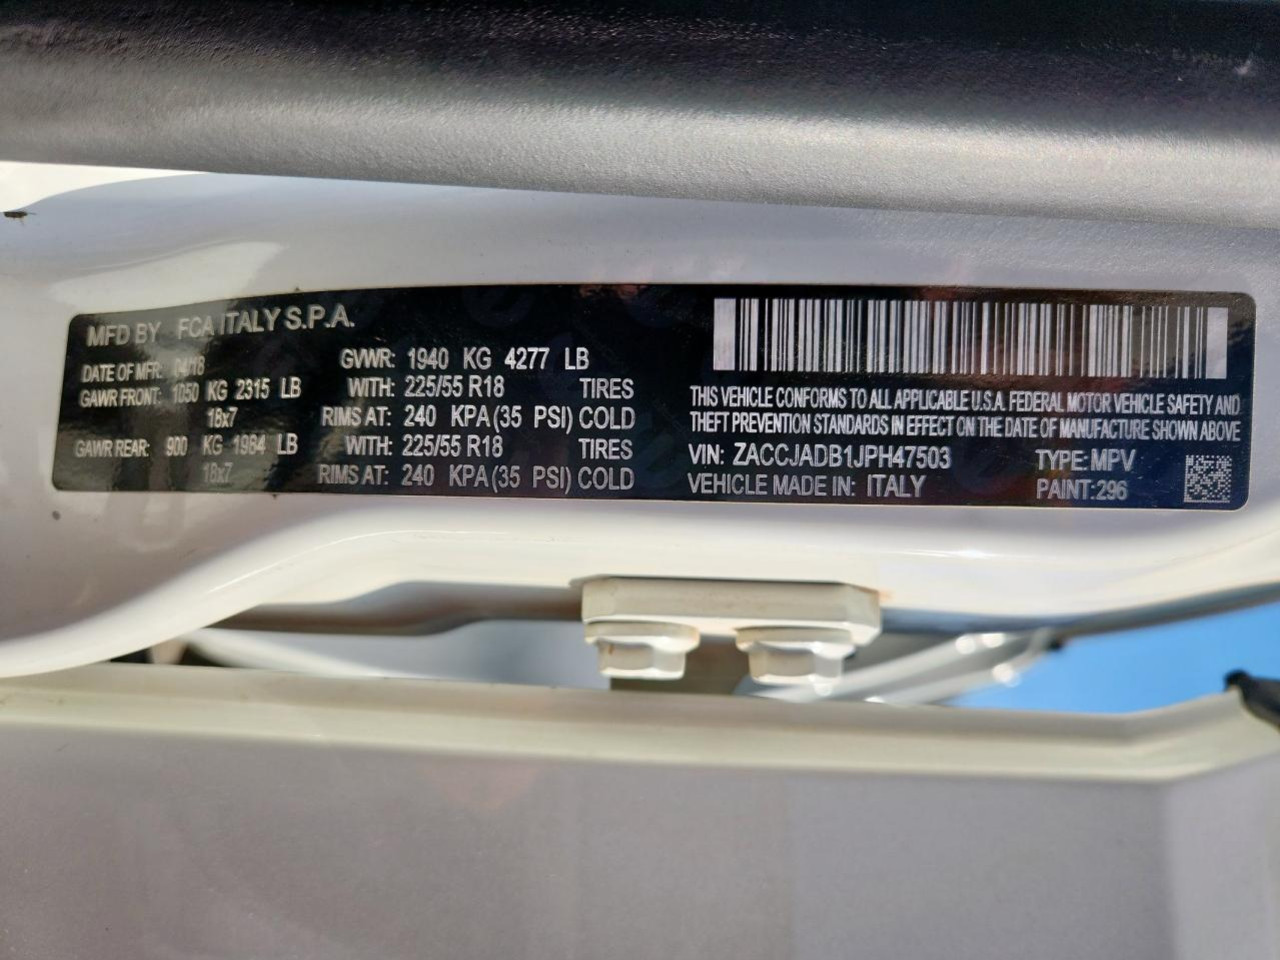 MFD BY FCA ITALY S.P.A.
DATE OF MFR: 04/18 GVWR: 1940 KG 4277 LB
GAWR FRONT: 1050 KG 2315 LB WITH: 225/55 R18 TIRES
18x7 RIMS AT: 240 KPA (35 PSI) COLD
GAWR REAR: 900 KG 1984 LB WITH: 225/55 R18 TIRES
18x7 RIMS AT: 240 KPA (35 PSI) COLD
THIS VEHICLE CONFORMS TO ALL APPLICABLE U.S.A. FEDERAL MOTOR VEHICLE SAFETY AND
THEFT PREVENTION STANDARDS IN EFFECT ON THE DATE OF MANUFACTURE SHOWN ABOVE
VIN: ZACCJADB1JPH47503 TYPE: MPV
VEHICLE MADE IN: ITALY PAINT: 296